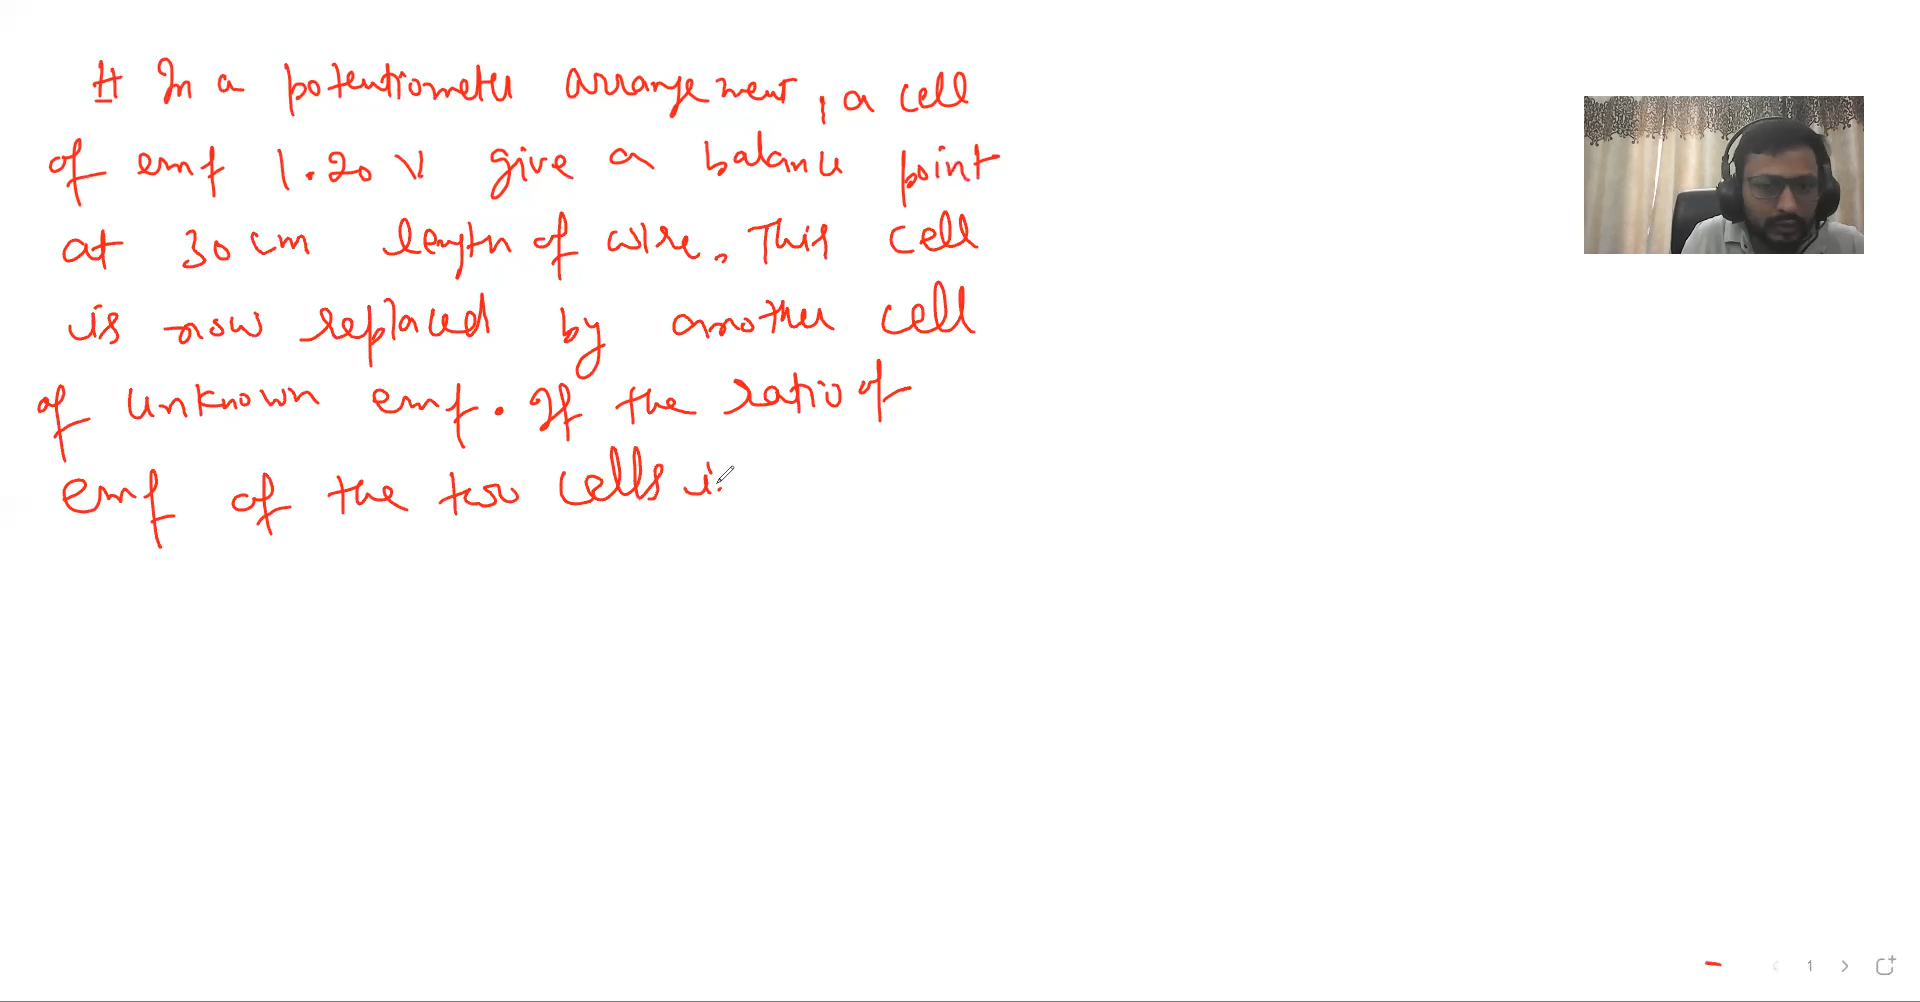 # In a potentiometer arrangement, a cell
of emf 1.20 V give a balance point
at 30 cm length of wire. This cell
is now replaced by another cell
of unknown emf. If the ratio of
emf of the two cells is
1